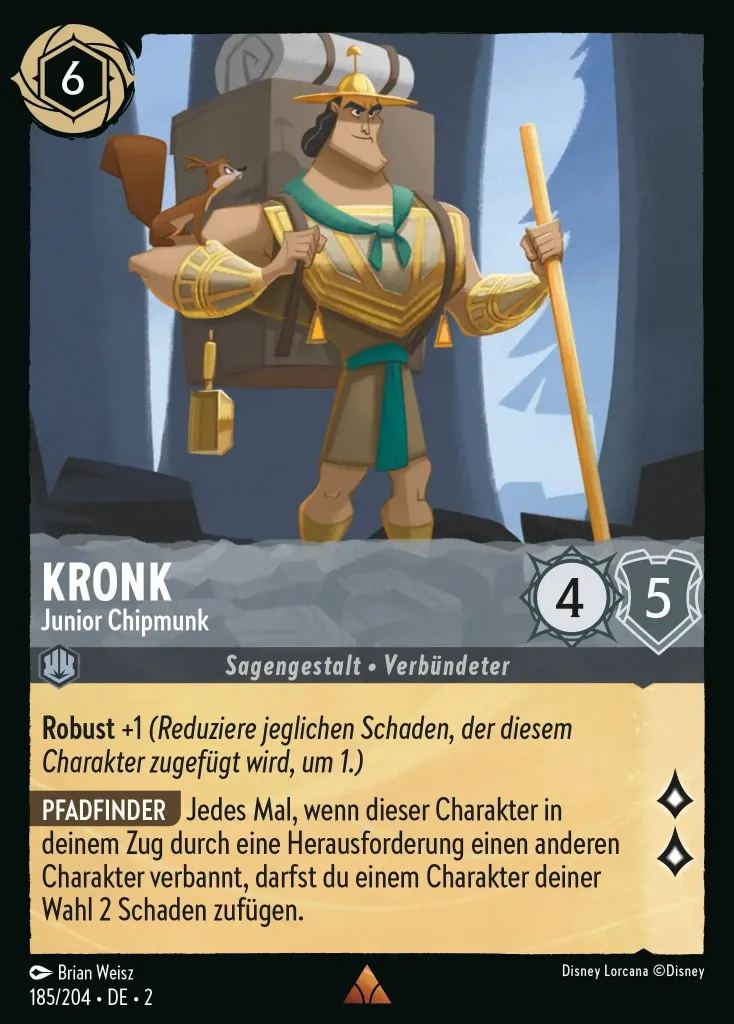 6
KRONK
Junior Chipmunk
4
5
Sagengestalt • Verbündeter
Robust +1 (Reduziere jeglichen Schaden, der diesem
Charakter zugefügt wird, um 1.)
PFADFINDER Jedes Mal, wenn dieser Charakter in
deinem Zug durch eine Herausforderung einen anderen
Charakter verbannt, darfst du einem Charakter deiner
Wahl 2 Schaden zufügen.
Brian Weisz
Disney Lorcana ©Disney
185/204 • DE • 2